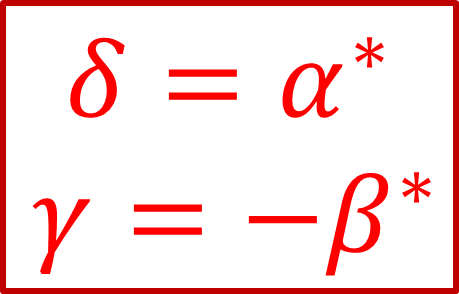 δ = α*
γ = −β*